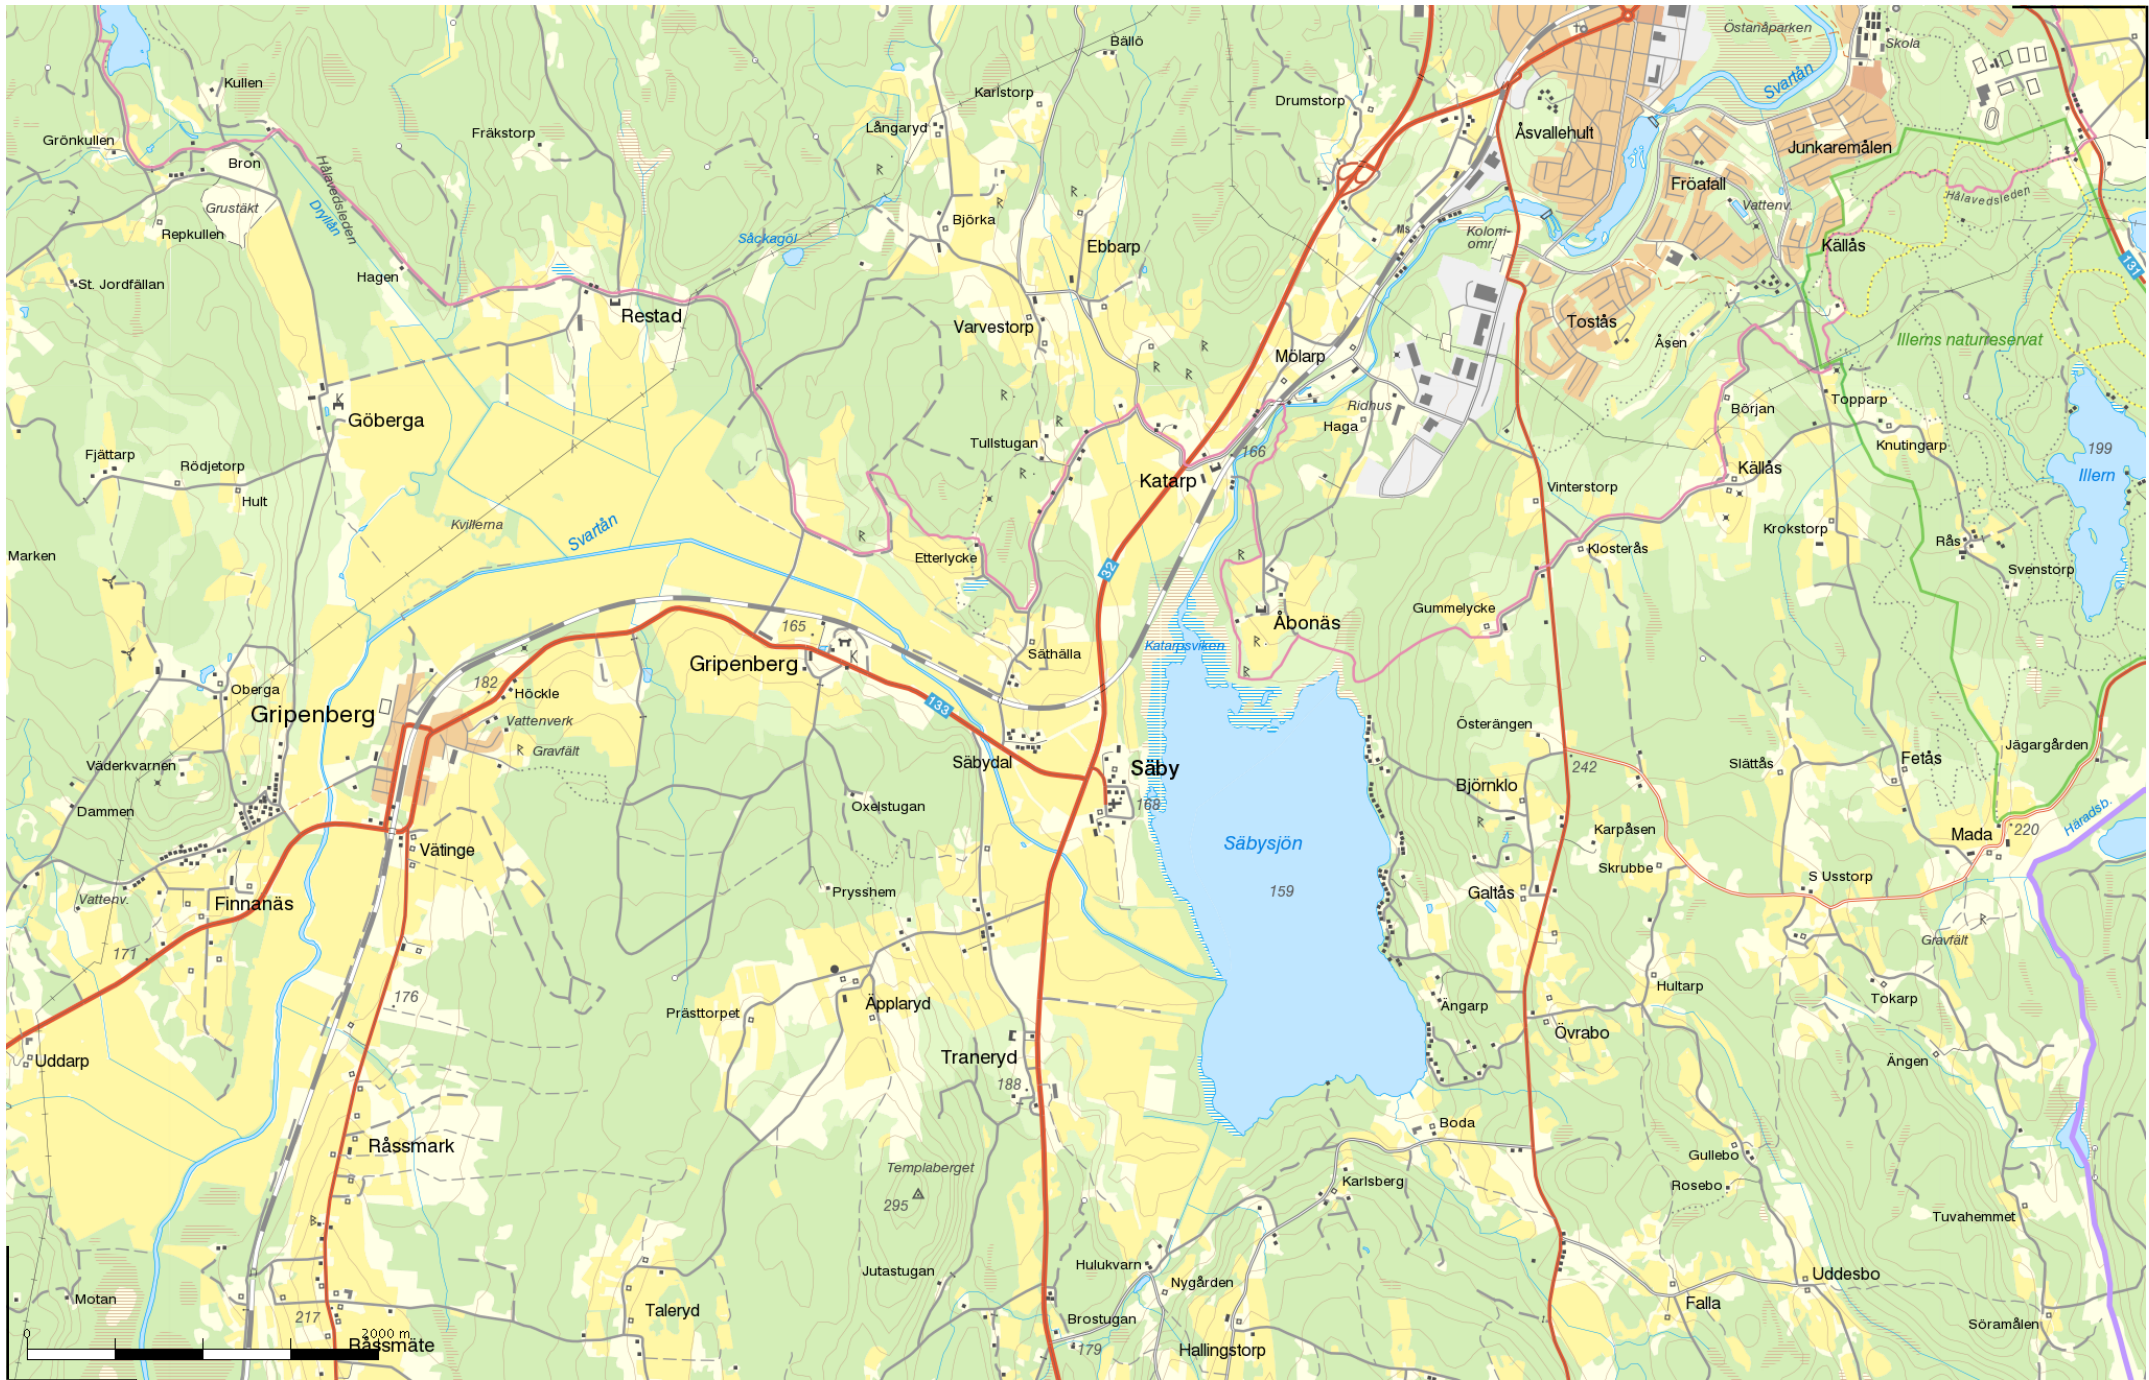 Östanåparken
Skola
Bällö
Kullen
Karlstorp
Svartån
Drumstorp
Långaryd
Fräkstorp
Åsvallehult
Junkaremålen
Grönkullen
Bron
Hålavedsleden
Fröafall
Hålavedsleden
Grustäkt
Dryllån
Vattenv.
Repkullen
Björka
Ms
Koloni-
omr.
Såckagöl
Ebbarp
Källås
Hagen
131
St. Jordfällan
Restad
Varvestorp
Tostås
Åsen
Illerns naturreservat
Mölarp
Ridhus
Början
Topparp
Göberga
Haga
Tullstugan
Knutingarp
199
Fjättarp
Rödjetorp
166
Källås
Illern
Hult
Katarp
Vinterstorp
Kvillerna
Svartån
Krokstorp
Marken
Etterlycke
Klosterås
Rås
32
Svenstorp
Gummelycke
165
Åbonäs
Säthälla
Katarpsviken
Gripenberg
K
K
182
Höckle
Oberga
Gripenberg
133
Vattenverk
Österängen
Gravfält
Jägargården
Väderkvarnen
Säbydal
Säby
242
Slättås
Fetås
Björnklo
Dammen
Oxelstugan
168
Häradsb.
Karpåsen
Mada
220
Vätinge
Säbysjön
Skrubbe
S Usstorp
159
Prysshem
Galtås
Vattenv.
Finnanäs
Gravfält
171
176
Hultarp
Tokarp
Prästtorpet
Äpplaryd
Ängarp
Övrabo
Uddarp
Traneryd
Ängen
188
Boda
Råssmark
Gullebo
Templaberget
Karlsberg
Rosebo
295
Tuvahemmet
Hulukvarn
Jutastugan
Nygården
Uddesbo
Motan
Taleryd
Falla
217
Brostugan
Söramålen
0
2000 m
Råssmäte
179
Hallingstorp